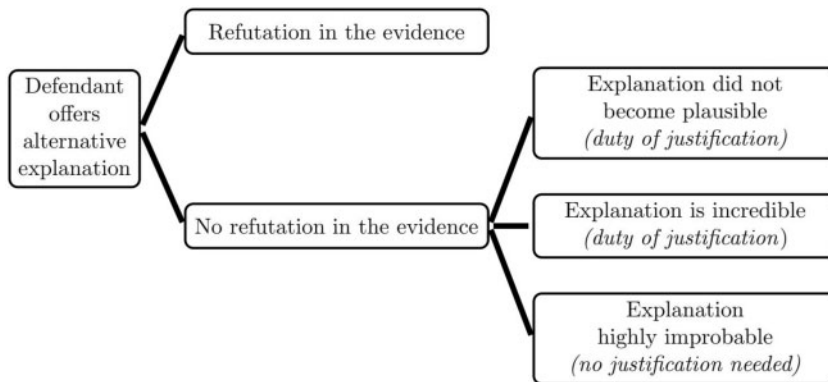 Defendant
offers
alternative
explanation
Refutation in the evidence
No refutation in the evidence
Explanation did not
become plausible
(duty of justification)
Explanation is incredible
(duty of justification)
Explanation
highly improbable
(no justification needed)